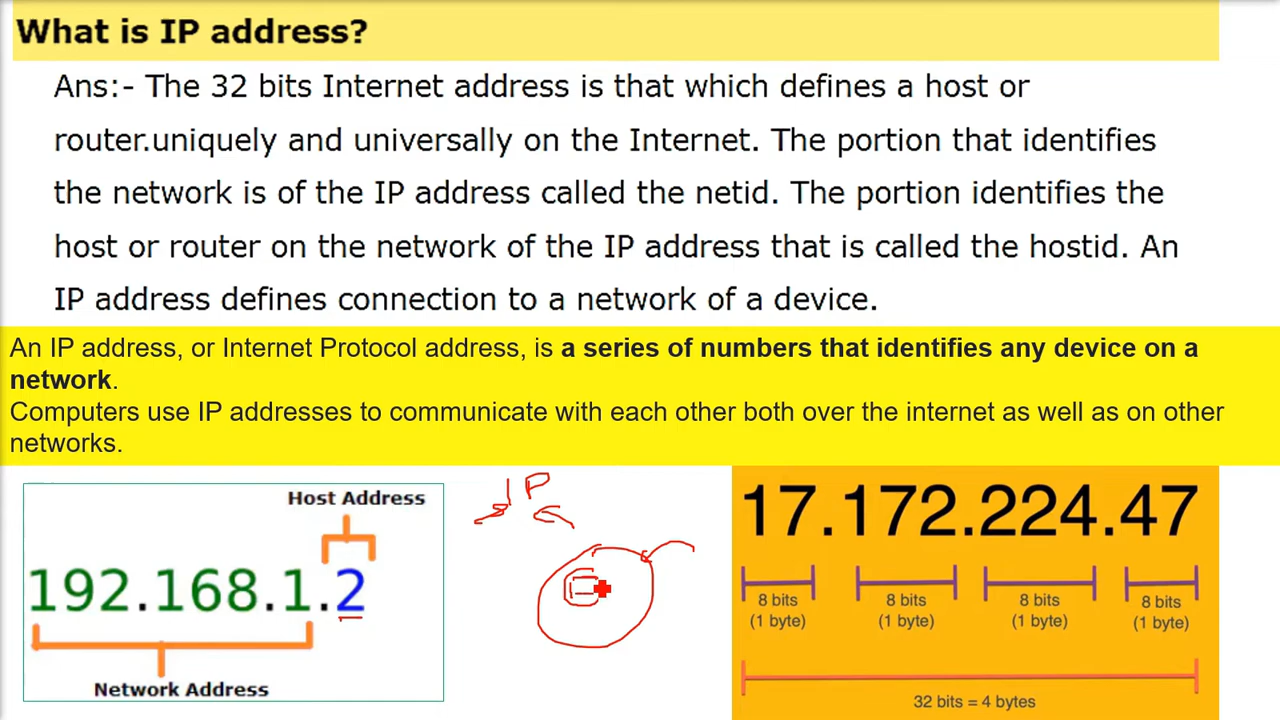 What is IP address?
Ans:- The 32 bits Internet address is that which defines a host or
router.uniquely and universally on the Internet. The portion that identifies
the network is of the IP address called the netid. The portion identifies the
host or router on the network of the IP address that is called the hostid. An
IP address defines connection to a network of a device.
An IP address, or Internet Protocol address, is a series of numbers that identifies any device on a
network.
Computers use IP addresses to communicate with each other both over the internet as well as on other
networks.
Host Address
192.168.1.2
Network Address
IP
17.172.224.47
8 bits 8 bits 8 bits 8 bits
(1 byte) (1 byte) (1 byte) (1 byte)
32 bits = 4 bytes